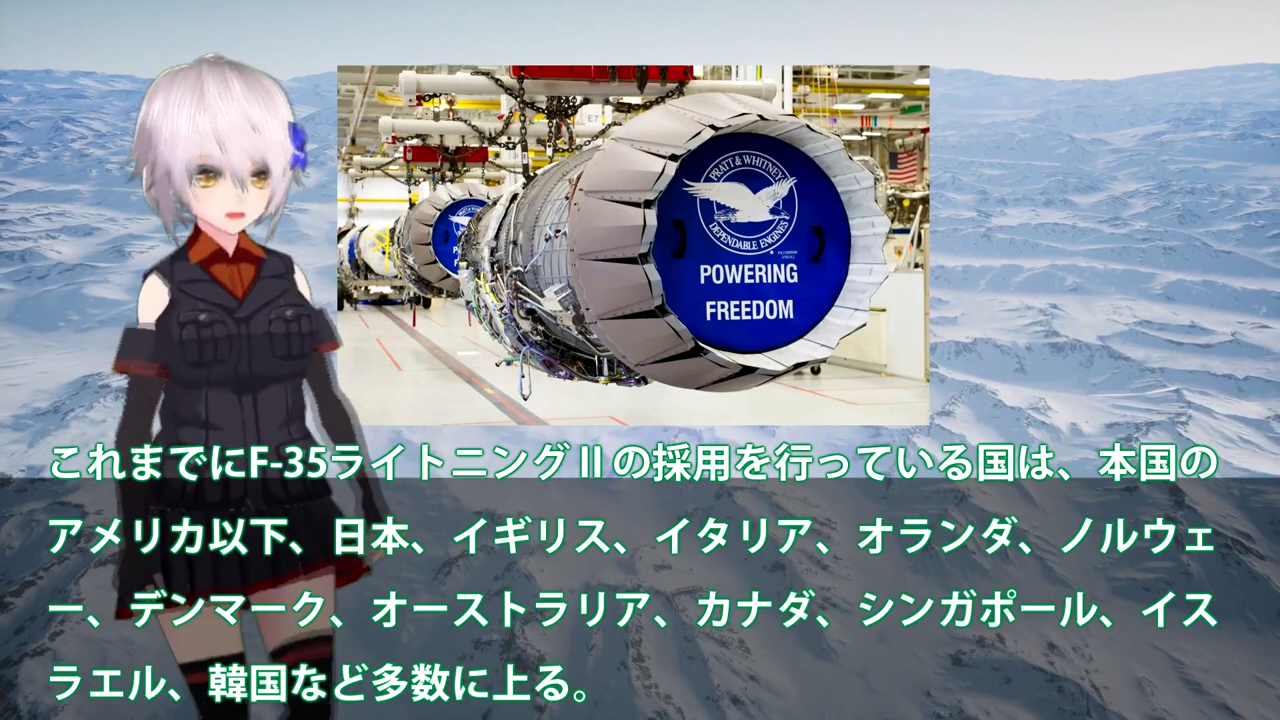 E7
PRATT & WHITNEY
DEPENDABLE ENGINES
POWERING
FREEDOM
これまでにF-35ライトニングⅡの採用を行っている国は、本国の
アメリカ以下、日本、イギリス、イタリア、オランダ、ノルウェ
ー、デンマーク、オーストラリア、カナダ、シンガポール、イス
ラエル、韓国など多数に上る。